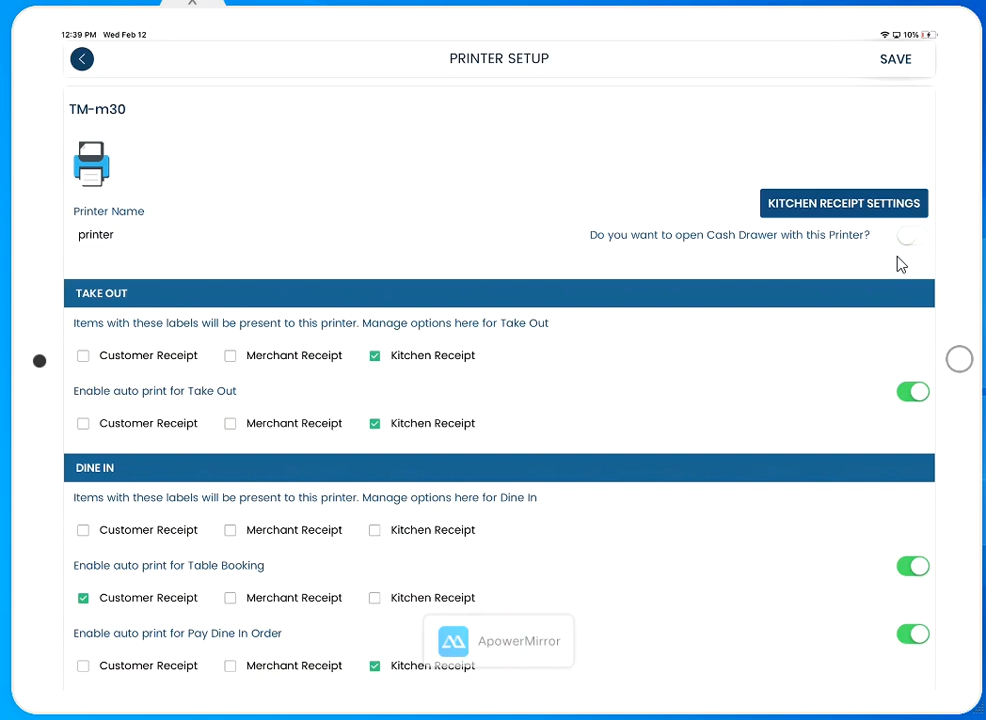 12:39 PM Wed Feb 12
10%
PRINTER SETUP
SAVE
TM-m30
Printer Name
KITCHEN RECEIPT SETTINGS
printer
Do you want to open Cash Drawer with this Printer?
TAKE OUT
Items with these labels will be present to this printer. Manage options here for Take Out
Customer Receipt Merchant Receipt Kitchen Receipt
Enable auto print for Take Out
Customer Receipt Merchant Receipt Kitchen Receipt
DINE IN
Items with these labels will be present to this printer. Manage options here for Dine In
Customer Receipt Merchant Receipt Kitchen Receipt
Enable auto print for Table Booking
Customer Receipt Merchant Receipt Kitchen Receipt
Enable auto print for Pay Dine In Order
ApowerMirror
Customer Receipt Merchant Receipt Kitchen Receipt